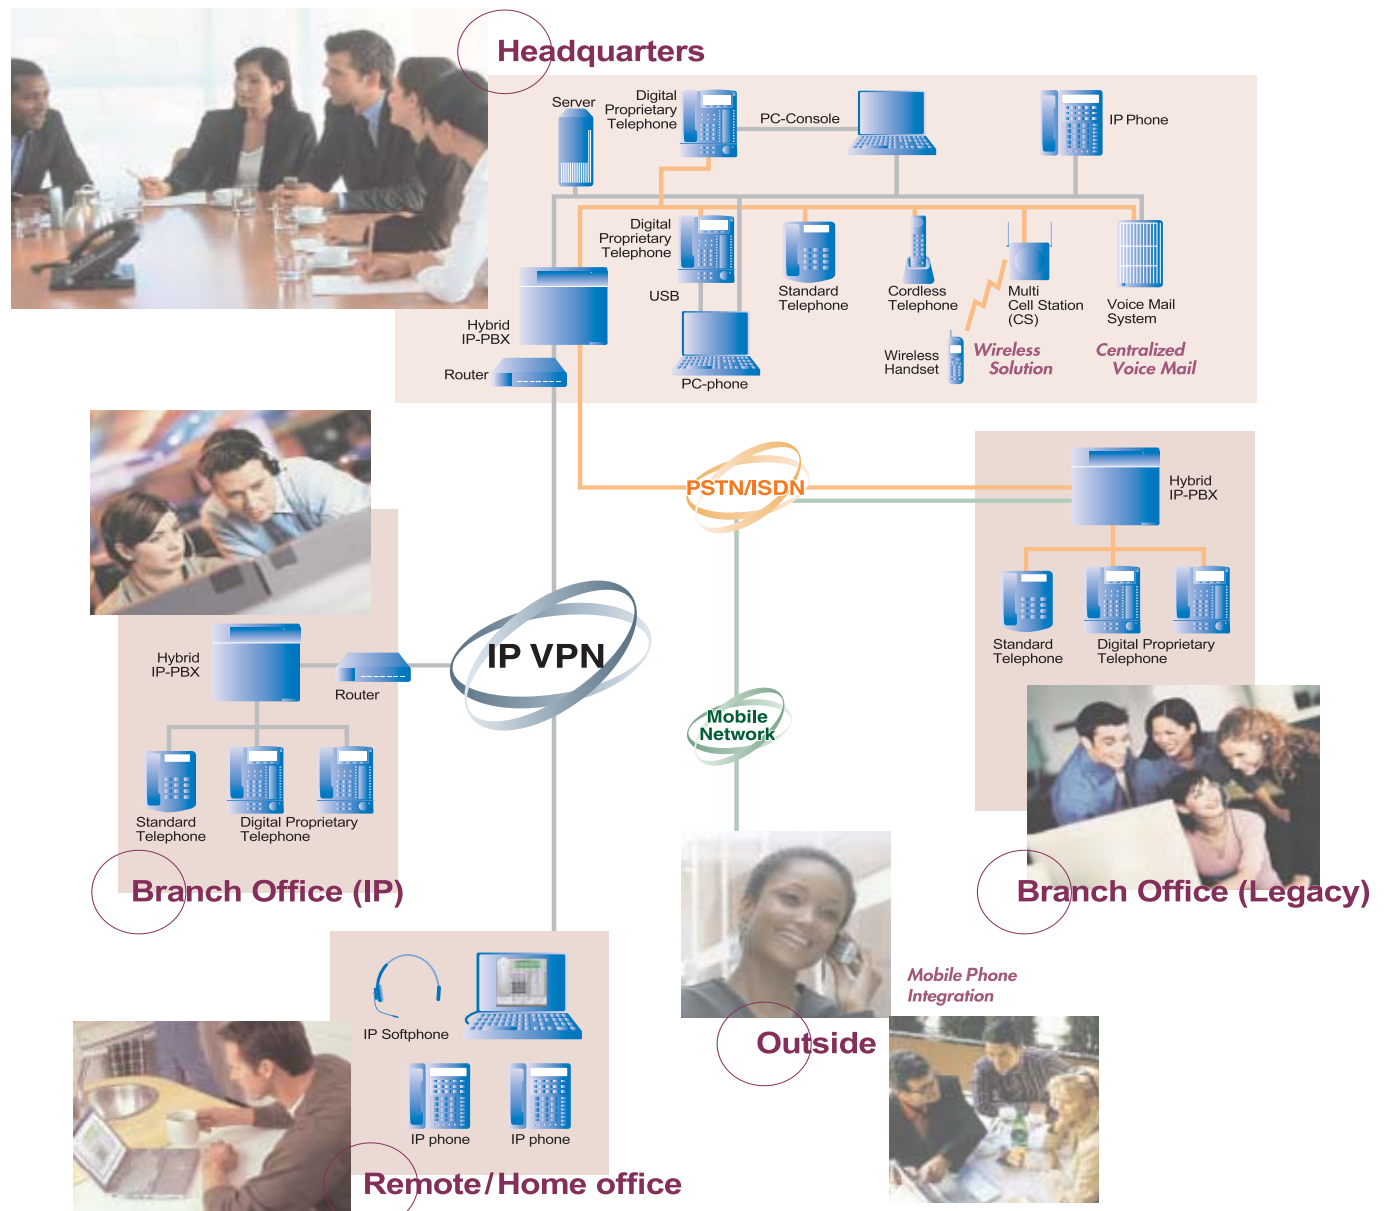 Headquarters
Server
Digital
Proprietary
Telephone
PC-Console
IP Phone
Digital
Proprietary
Telephone
USB
Standard
Telephone
Cordless
Telephone
Multi
Cell Station
(CS)
Voice Mail
System
Hybrid
IP-PBX
Router
PC-phone
Wireless
Handset
Wireless
Solution
Centralized
Voice Mail
PSTN/ISDN
Hybrid
IP-PBX
Standard
Telephone
Digital Proprietary
Telephone
Branch Office (Legacy)
IP VPN
Hybrid
IP-PBX
Router
Standard
Telephone
Digital Proprietary
Telephone
Branch Office (IP)
Mobile
Network
Mobile Phone
Integration
Outside
IP Softphone
IP phone
IP phone
Remote/Home office